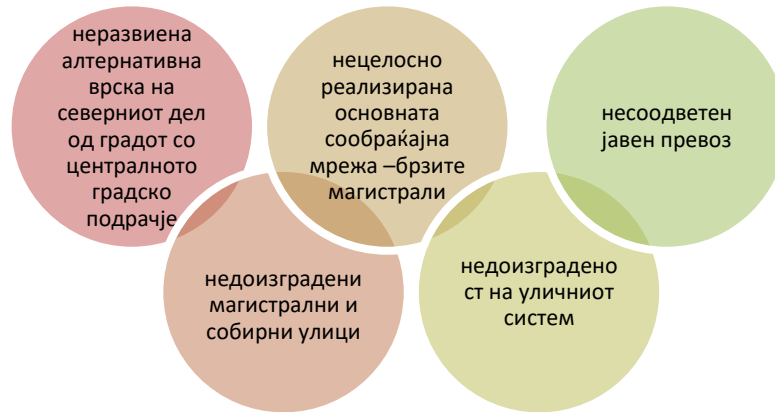 неразвиена
алтернативна
врска на
северниот дел
од градот со
централното
градско
подрачје
недоизградени
магистрални и
собирни улици
нецелосно
реализирана
основната
сообраќајна
мрежа –брзите
магистрали
недоизградено
ст на уличниот
систем
несоодветен
јавен превоз